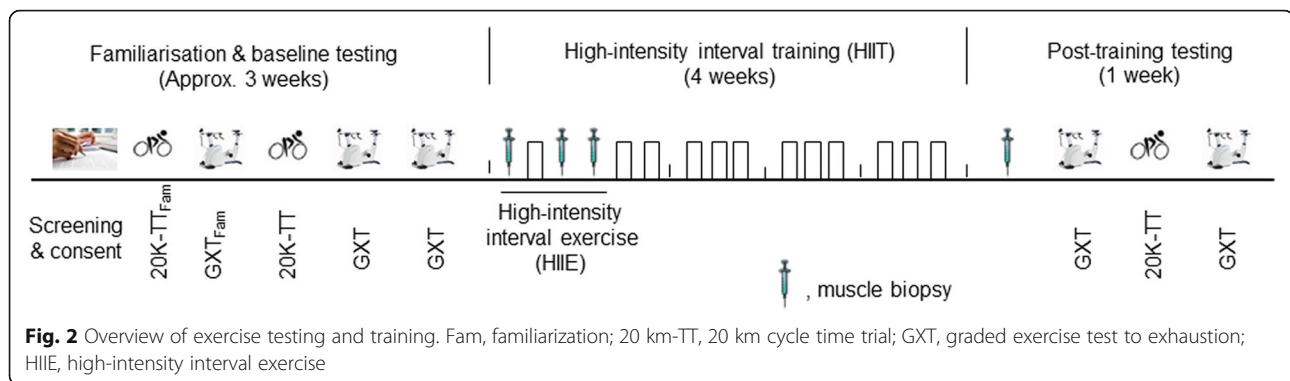 Familiarisation & baseline testing
(Approx. 3 weeks)
High-intensity interval training (HIIT)
(4 weeks)
Post-training testing
(1 week)
Screening
& consent
20K-TTFam
GXTFam
20K-TT
GXT
GXT
High-intensity
interval exercise
(HIIE)
, muscle biopsy
GXT
20K-TT
GXT
Fig. 2 Overview of exercise testing and training. Fam, familiarization; 20 km-TT, 20 km cycle time trial; GXT, graded exercise test to exhaustion;
HIIE, high-intensity interval exercise